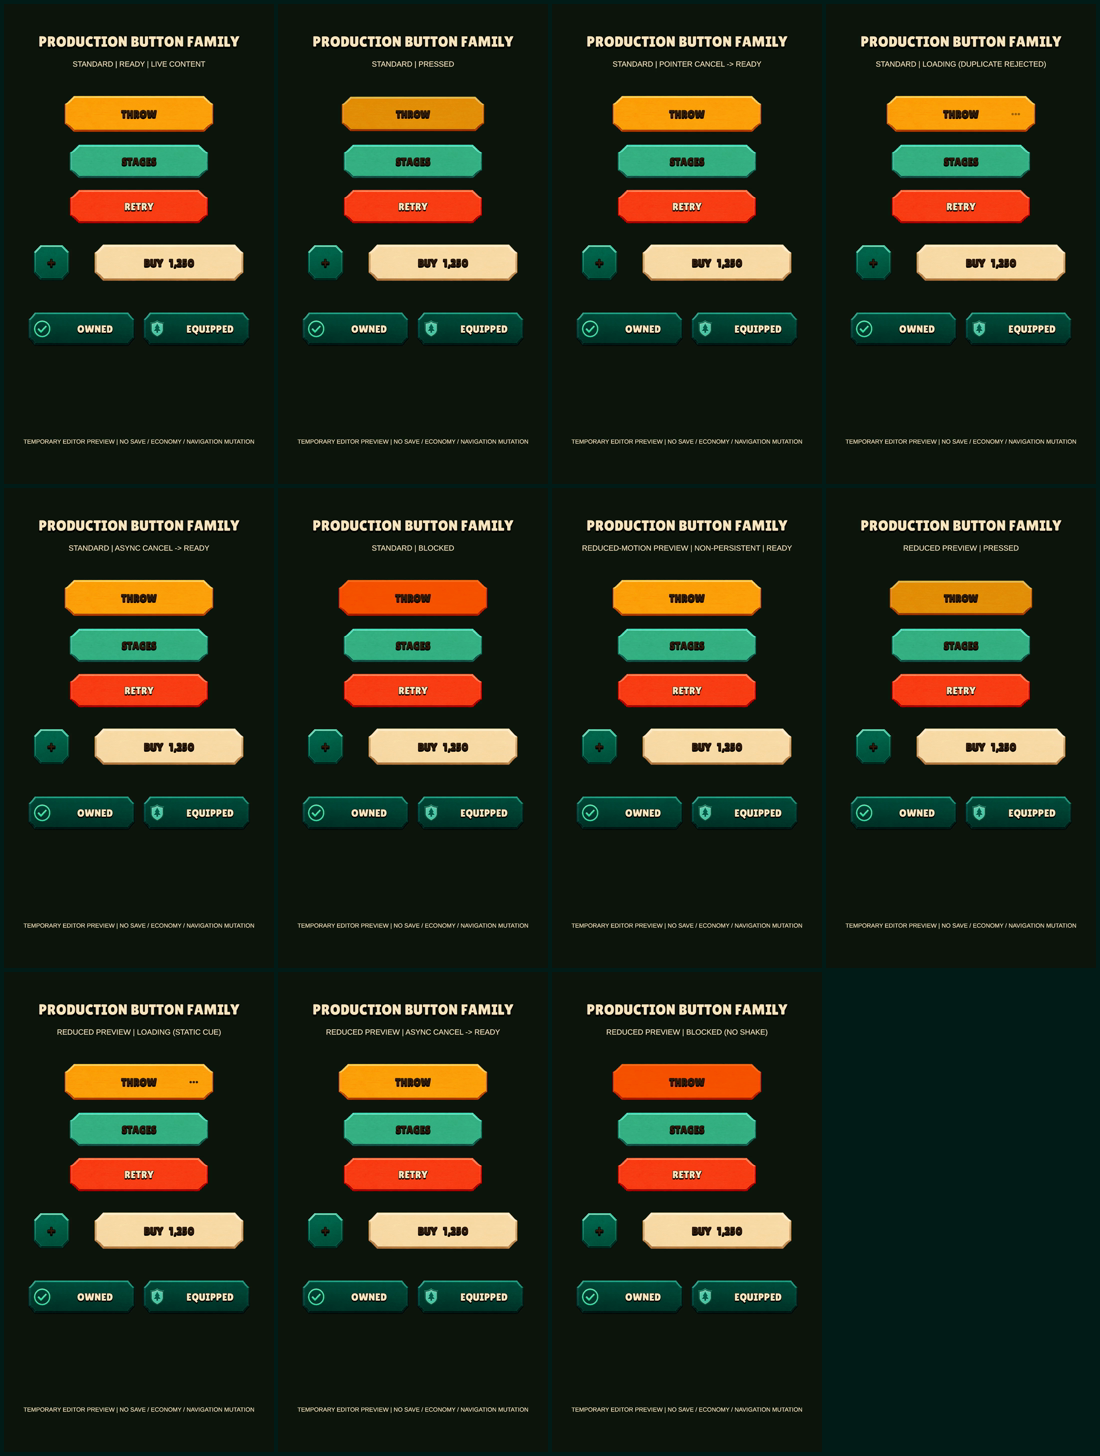 PRODUCTION BUTTON FAMILY
STANDARD | READY | LIVE CONTENT
THROW
STAGES
RETRY
+
BUY 1,250
OWNED
EQUIPPED
TEMPORARY EDITOR PREVIEW | NO SAVE / ECONOMY / NAVIGATION MUTATION
PRODUCTION BUTTON FAMILY
STANDARD | PRESSED
THROW
STAGES
RETRY
+
BUY 1,250
OWNED
EQUIPPED
TEMPORARY EDITOR PREVIEW | NO SAVE / ECONOMY / NAVIGATION MUTATION
PRODUCTION BUTTON FAMILY
STANDARD | POINTER CANCEL -> READY
THROW
STAGES
RETRY
+
BUY 1,250
OWNED
EQUIPPED
TEMPORARY EDITOR PREVIEW | NO SAVE / ECONOMY / NAVIGATION MUTATION
PRODUCTION BUTTON FAMILY
STANDARD | LOADING (DUPLICATE REJECTED)
THROW ...
STAGES
RETRY
+
BUY 1,250
OWNED
EQUIPPED
TEMPORARY EDITOR PREVIEW | NO SAVE / ECONOMY / NAVIGATION MUTATION
PRODUCTION BUTTON FAMILY
STANDARD | ASYNC CANCEL -> READY
THROW
STAGES
RETRY
+
BUY 1,250
OWNED
EQUIPPED
TEMPORARY EDITOR PREVIEW | NO SAVE / ECONOMY / NAVIGATION MUTATION
PRODUCTION BUTTON FAMILY
STANDARD | BLOCKED
THROW
STAGES
RETRY
+
BUY 1,250
OWNED
EQUIPPED
TEMPORARY EDITOR PREVIEW | NO SAVE / ECONOMY / NAVIGATION MUTATION
PRODUCTION BUTTON FAMILY
REDUCED-MOTION PREVIEW | NON-PERSISTENT | READY
THROW
STAGES
RETRY
+
BUY 1,250
OWNED
EQUIPPED
TEMPORARY EDITOR PREVIEW | NO SAVE / ECONOMY / NAVIGATION MUTATION
PRODUCTION BUTTON FAMILY
REDUCED PREVIEW | PRESSED
THROW
STAGES
RETRY
+
BUY 1,250
OWNED
EQUIPPED
TEMPORARY EDITOR PREVIEW | NO SAVE / ECONOMY / NAVIGATION MUTATION
PRODUCTION BUTTON FAMILY
REDUCED PREVIEW | LOADING (STATIC CUE)
THROW ...
STAGES
RETRY
+
BUY 1,250
OWNED
EQUIPPED
TEMPORARY EDITOR PREVIEW | NO SAVE / ECONOMY / NAVIGATION MUTATION
PRODUCTION BUTTON FAMILY
REDUCED PREVIEW | ASYNC CANCEL -> READY
THROW
STAGES
RETRY
+
BUY 1,250
OWNED
EQUIPPED
TEMPORARY EDITOR PREVIEW | NO SAVE / ECONOMY / NAVIGATION MUTATION
PRODUCTION BUTTON FAMILY
REDUCED PREVIEW | BLOCKED (NO SHAKE)
THROW
STAGES
RETRY
+
BUY 1,250
OWNED
EQUIPPED
TEMPORARY EDITOR PREVIEW | NO SAVE / ECONOMY / NAVIGATION MUTATION